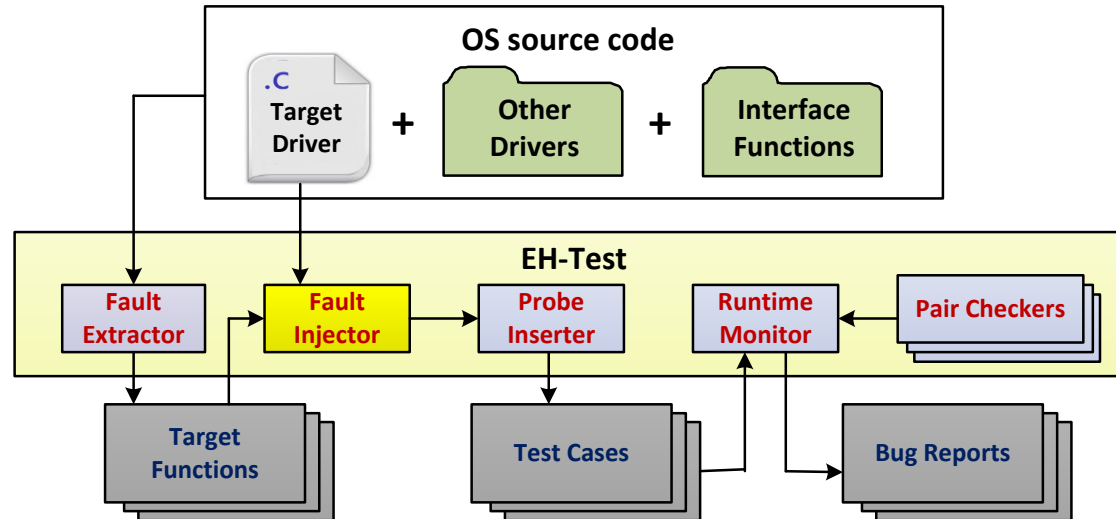 OS source code
.C
Target
Driver
+
Other
Drivers
+
Interface
Functions
EH-Test
Fault
Extractor
Fault
Injector
Probe
Inserter
Runtime
Monitor
Pair Checkers
Target
Functions
Test Cases
Bug Reports